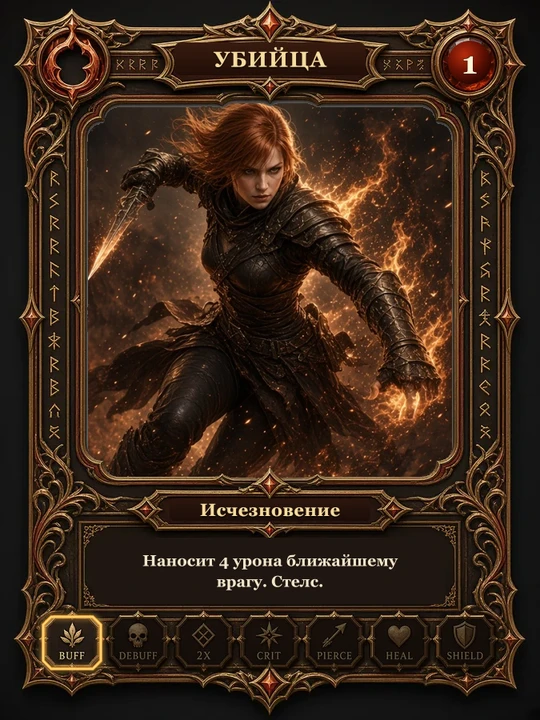 УБИЙЦА
1
Исчезновение
Наносит 4 урона ближайшему
врагу. Стелс.
BUFF
DEBUFF
2X
CRIT
PIERCE
HEAL
SHIELD